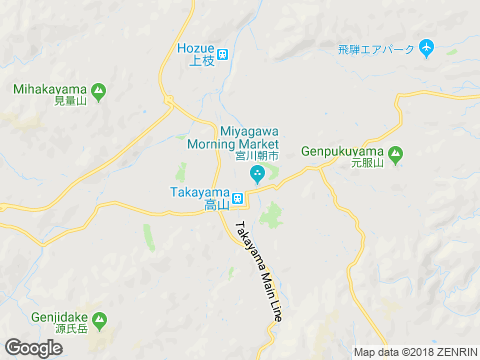 Hozue
上枝
飛騨エアパーク
Mihakayama
見量山
Miyagawa
Morning Market
宮川朝市
Genpukuyama
元服山
Takayama
高山
Takayama Main Line
Genjidake
源氏岳
Google
Map data ©2018 ZENRIN